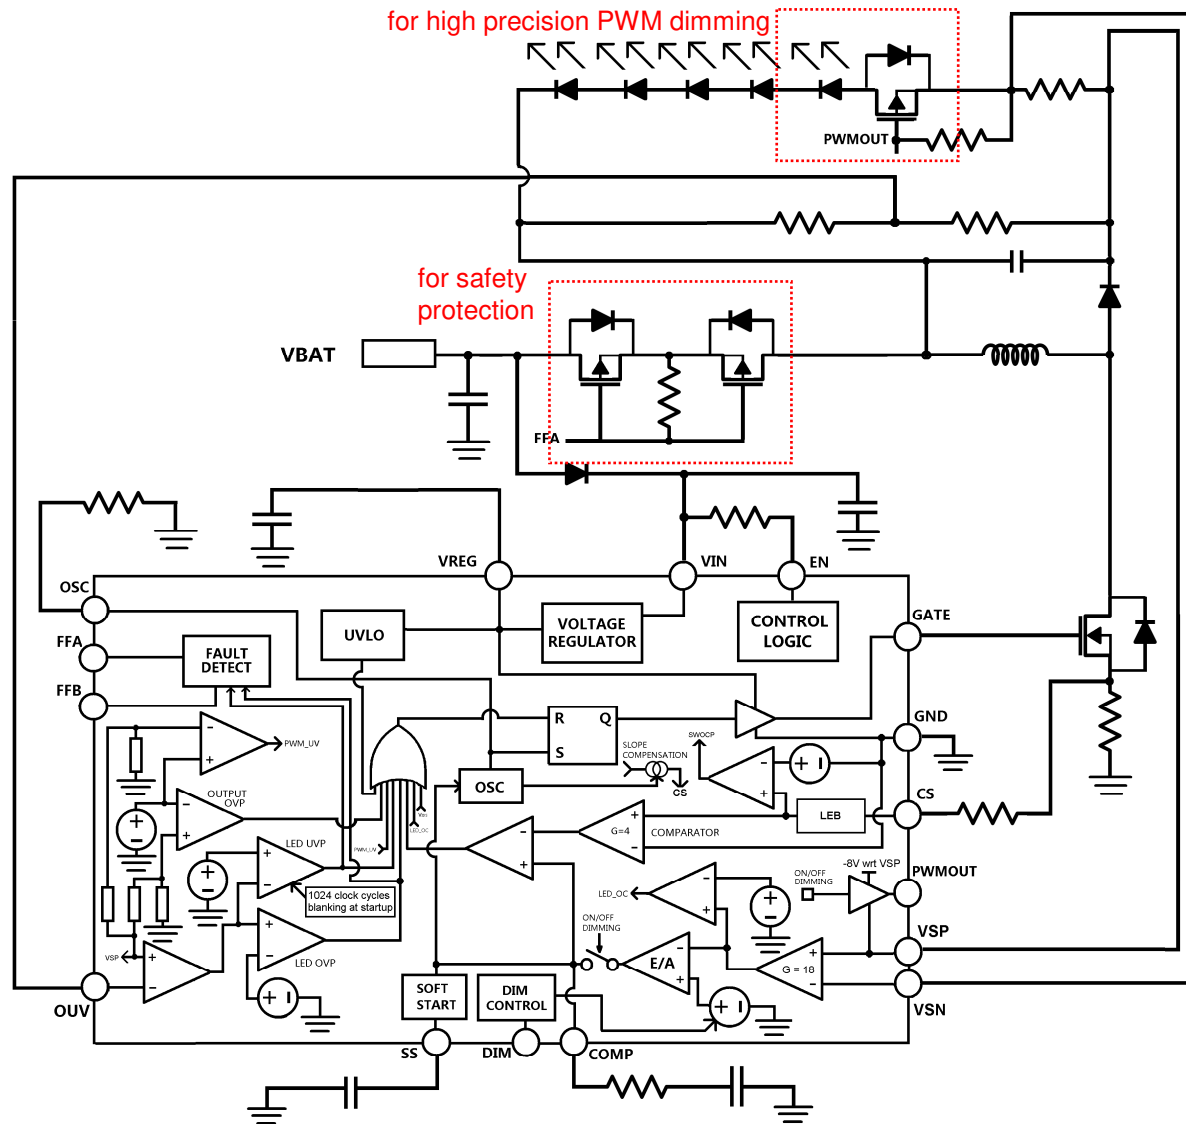 for high precision PWM dimming
PWMOUT
for safety
protection
VBAT
FFA
VREG
VIN
EN
OSC
FFA
FFB
UVLO
VOLTAGE
REGULATOR
CONTROL
LOGIC
GATE
FAULT
DETECT
R
Q
S
GND
SWOCP
SLOPE
COMPENSATION
PWM_UV
OSC
CS
OUTPUT
OVP
LEB
CS
G=4
COMPARATOR
LED_OC
PWM_UV
LED UVP
1024 clock cycles
blanking at startup
-8V wrt VSP
ON/OFF
DIMMING
PWMOUT
LED_OC
ON/OFF
DIMMING
VSP
VSP
E/A
G = 18
LED OVP
SOFT
START
DIM
CONTROL
OUV
VSN
SS
DIM
COMP